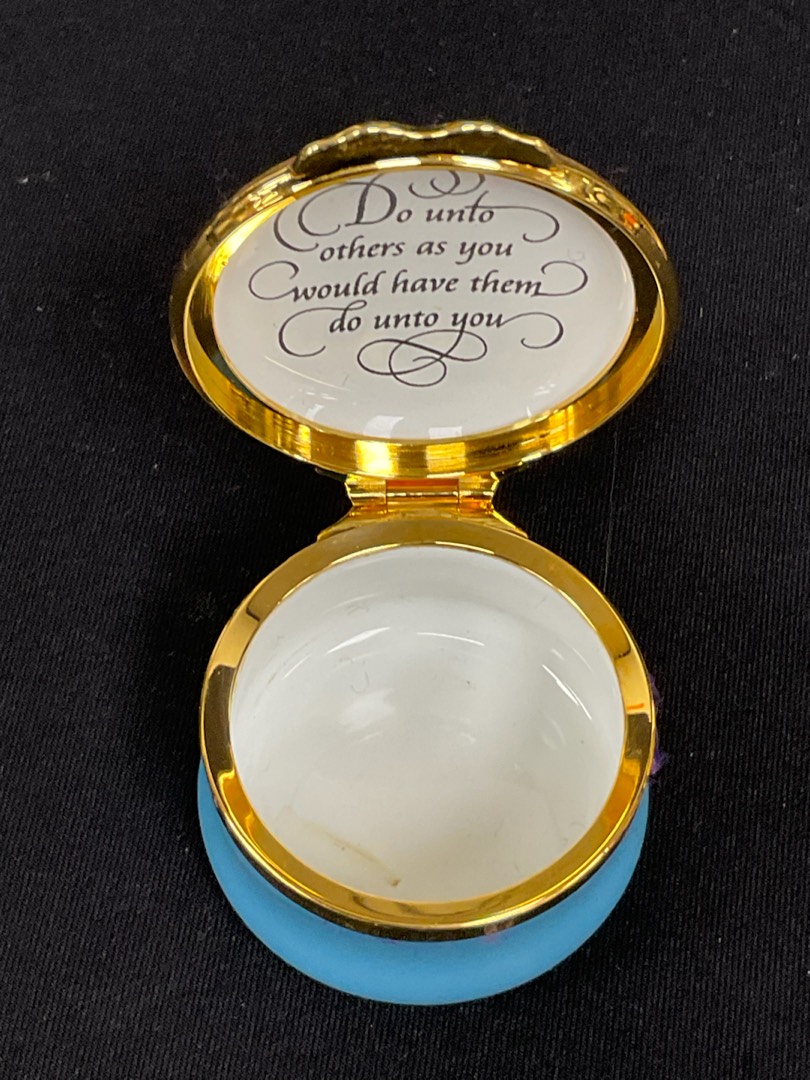 Do unto
others as you
would have them
do unto you